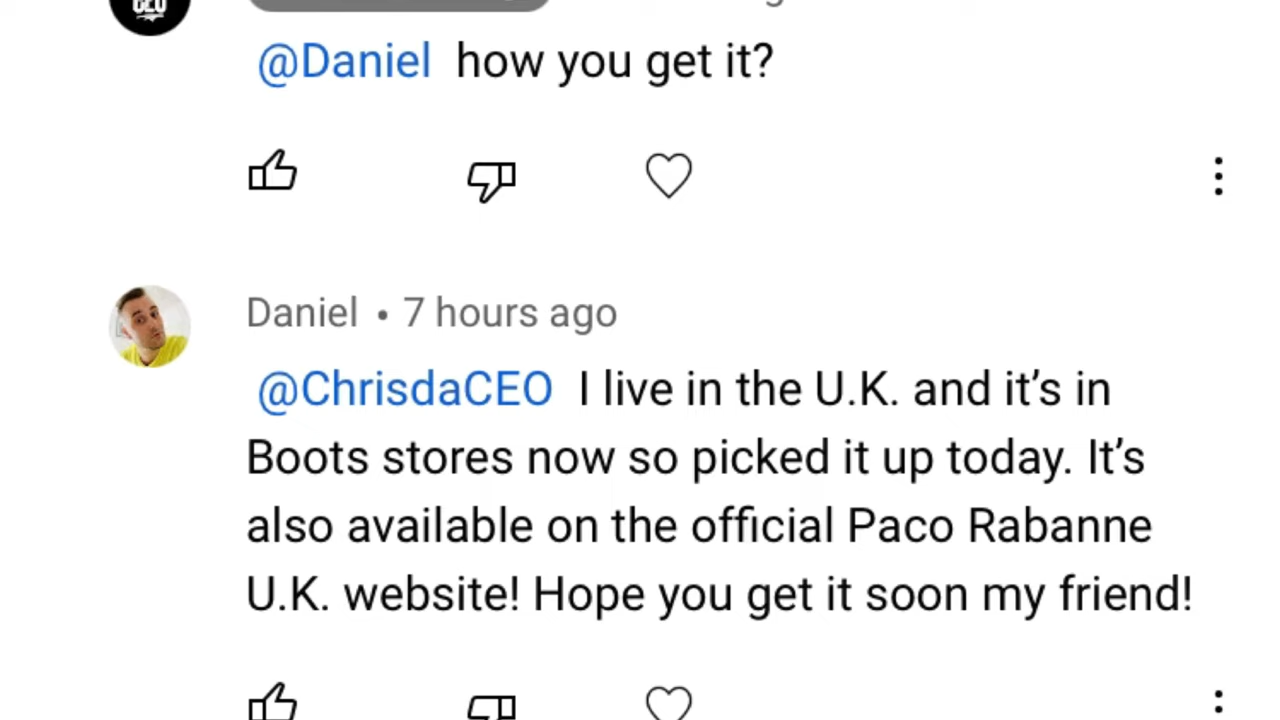 CEO
@Daniel how you get it?
Daniel • 7 hours ago
@ChrisdaCEO I live in the U.K. and it’s in
Boots stores now so picked it up today. It’s
also available on the official Paco Rabanne
U.K. website! Hope you get it soon my friend!